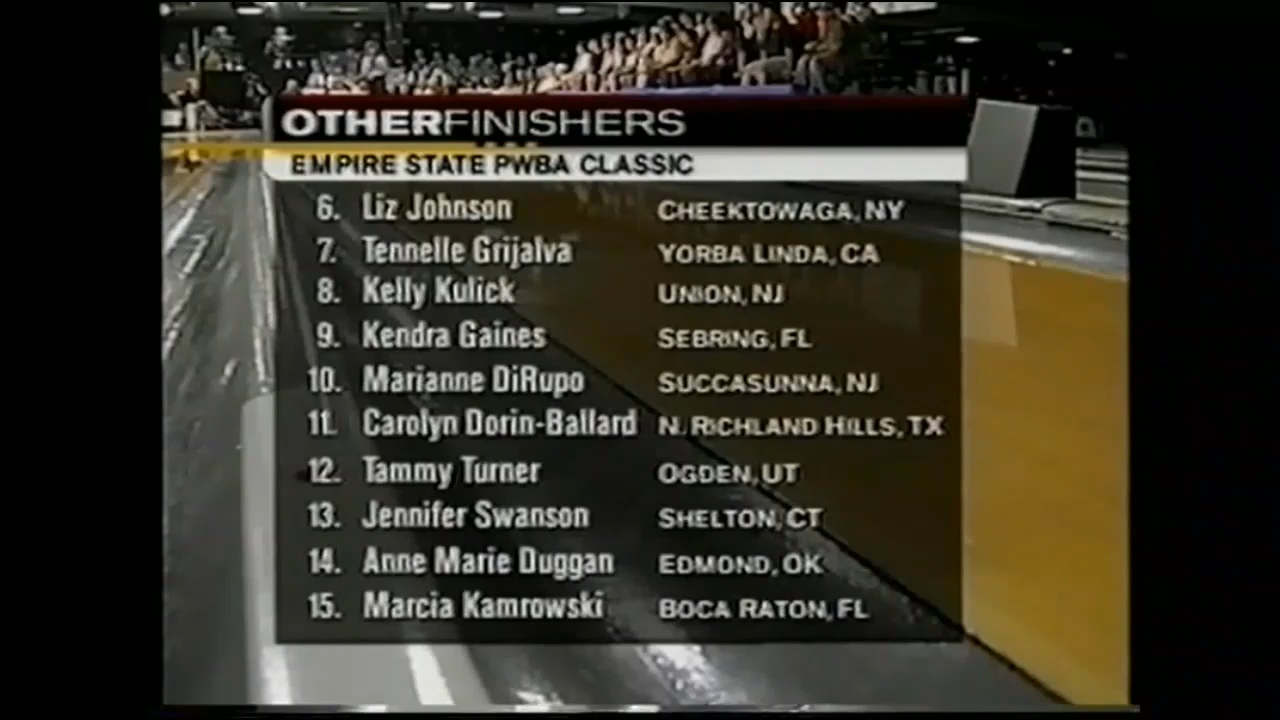 OTHERFINISHERS
EMPIRE STATE PWBA CLASSIC
6. Liz Johnson CHEEKTOWAGA, NY
7. Tennelle Grijalva YORBA LINDA, CA
8. Kelly Kulick UNION, NJ
9. Kendra Gaines SEBRING, FL
10. Marianne DiRupo SUCCASUNNA, NJ
11. Carolyn Dorin-Ballard N. RICHLAND HILLS, TX
12. Tammy Turner OGDEN, UT
13. Jennifer Swanson SHELTON, CT
14. Anne Marie Duggan EDMOND, OK
15. Marcia Kamrowski BOCA RATON, FL